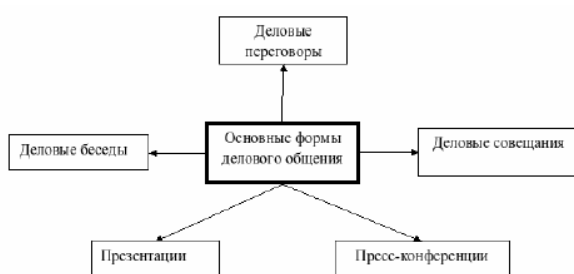 Деловые
переговоры
Основные формы
делового общения
Деловые беседы
Деловые совещания
Презентации
Пресс-конференции